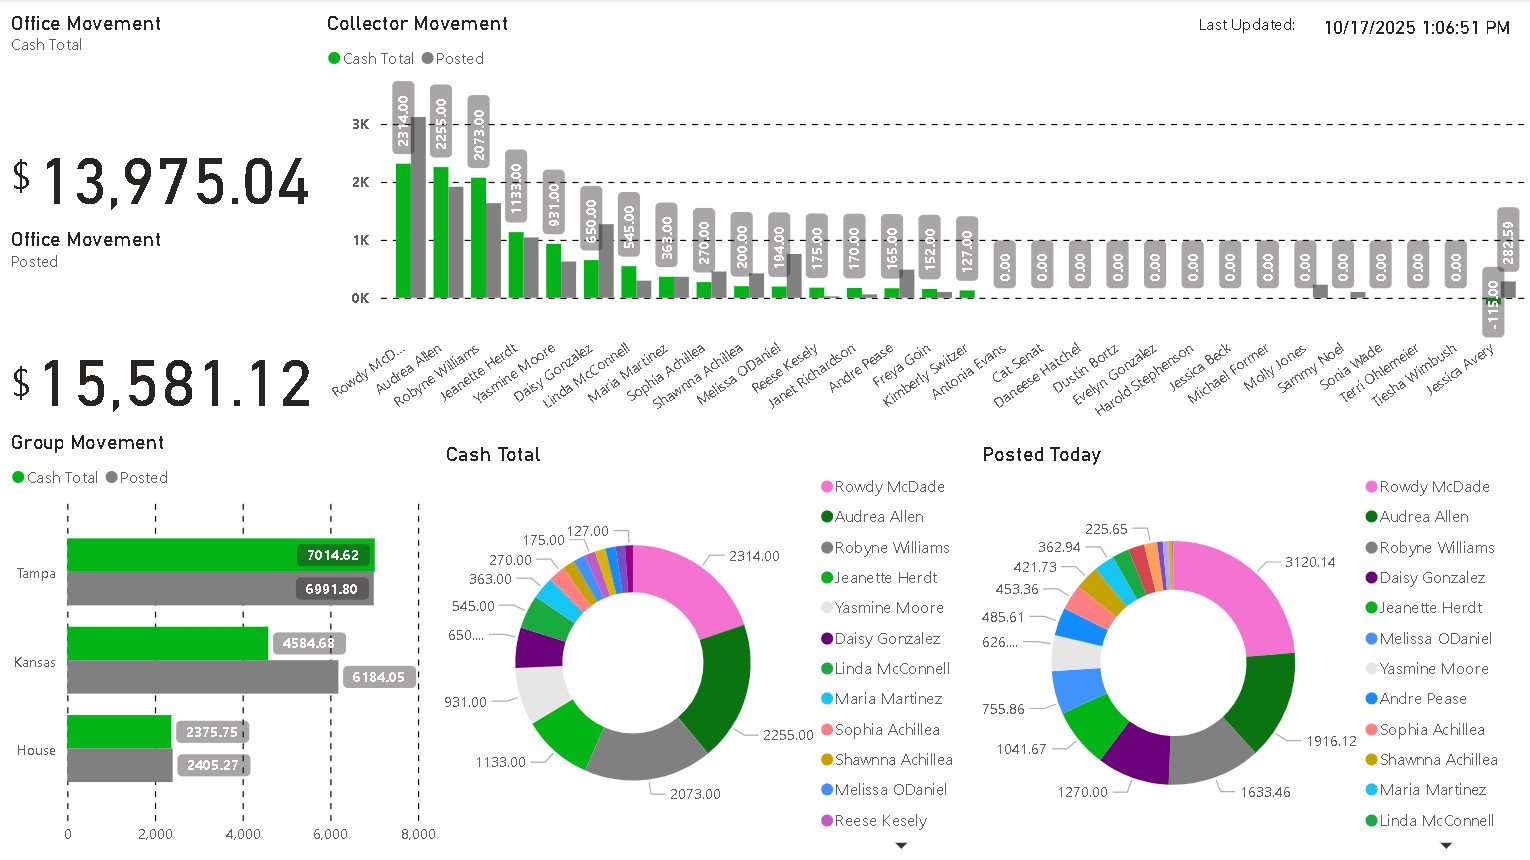 Office Movement
Cash Total
$ 13,975.04
Office Movement
Posted
$ 15,581.12
Collector Movement
Cash Total Posted
Last Updated: 10/17/2025 1:06:51 PM
3K
2K
1K
0K
2314.00
2255.00
2073.00
1133.00
931.00
650.00
545.00
363.00
270.00
200.00
194.00
175.00
170.00
165.00
152.00
127.00
0.00
0.00
0.00
0.00
0.00
0.00
0.00
0.00
0.00
0.00
0.00
0.00
0.00
-115.00
282.59
Rowdy McD...
Audrea Allen
Robyne Williams
Jeanette Herdt
Yasmine Moore
Daisy Gonzalez
Linda McConnell
Maria Martinez
Sophia Achillea
Shawnna Achillea
Melissa ODaniel
Reese Kesely
Janet Richardson
Andre Pease
Freya Goin
Kimberly Switzer
Antonia Evans
Cat Senat
Daneese Hatchel
Dustin Bortz
Evelyn Gonzalez
Harold Stephenson
Jessica Beck
Michael Former
Molly Jones
Sammy Noel
Sonia Wade
Terri Ohlemeier
Tiesha Wimbush
Jessica Avery
Group Movement
Cash Total Posted
Tampa
7014.62
6991.80
Kansas
4584.68
6184.05
House
2375.75
2405.27
0 2,000 4,000 6,000 8,000
Cash Total
2314.00
2255.00
2073.00
1133.00
931.00
650....
545.00
363.00
270.00
175.00
127.00
Rowdy McDade
Audrea Allen
Robyne Williams
Jeanette Herdt
Yasmine Moore
Daisy Gonzalez
Linda McConnell
Maria Martinez
Sophia Achillea
Shawnna Achillea
Melissa ODaniel
Reese Kesely
Posted Today
3120.14
1916.12
1633.46
1270.00
1041.67
755.86
626....
485.61
453.36
421.73
362.94
225.65
Rowdy McDade
Audrea Allen
Robyne Williams
Daisy Gonzalez
Jeanette Herdt
Melissa ODaniel
Yasmine Moore
Andre Pease
Sophia Achillea
Shawnna Achillea
Maria Martinez
Linda McConnell